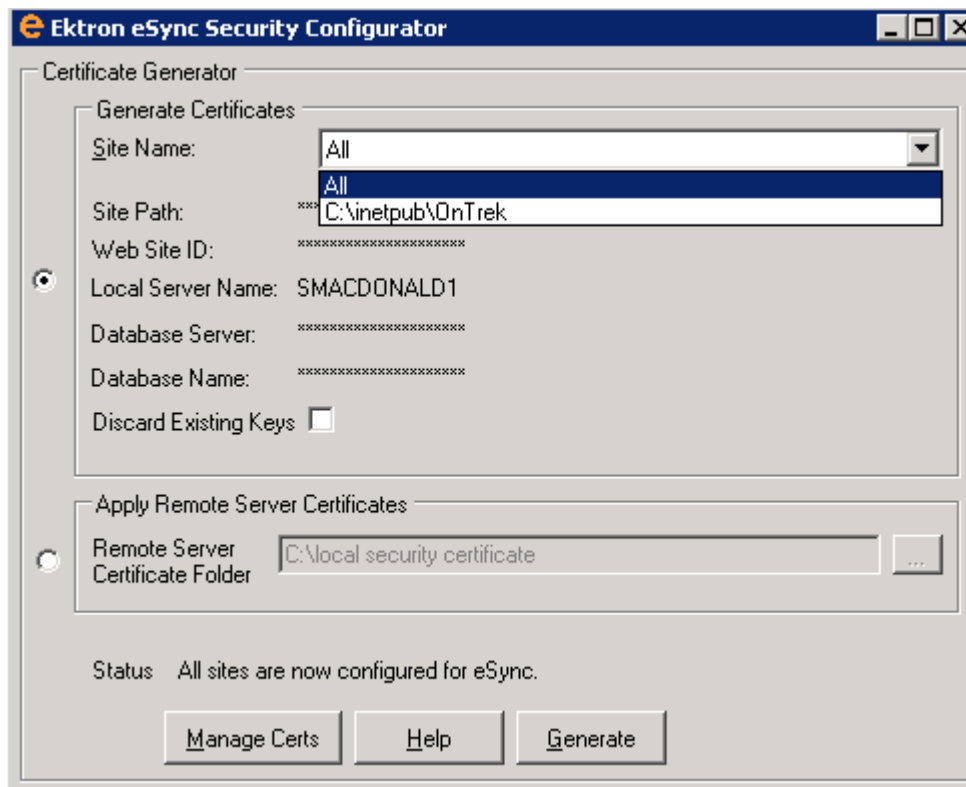 Ektron eSync Security Configurator
Certificate Generator
Generate Certificates
Site Name: All
All
Site Path: *** C:\inetpub\OnTrek
Web Site ID: *********************
Local Server Name: SMACDONALD1
Database Server: *********************
Database Name: *********************
Discard Existing Keys
Apply Remote Server Certificates
Remote Server
Certificate Folder
C:\local security certificate
...
Status All sites are now configured for eSync.
Manage Certs Help Generate